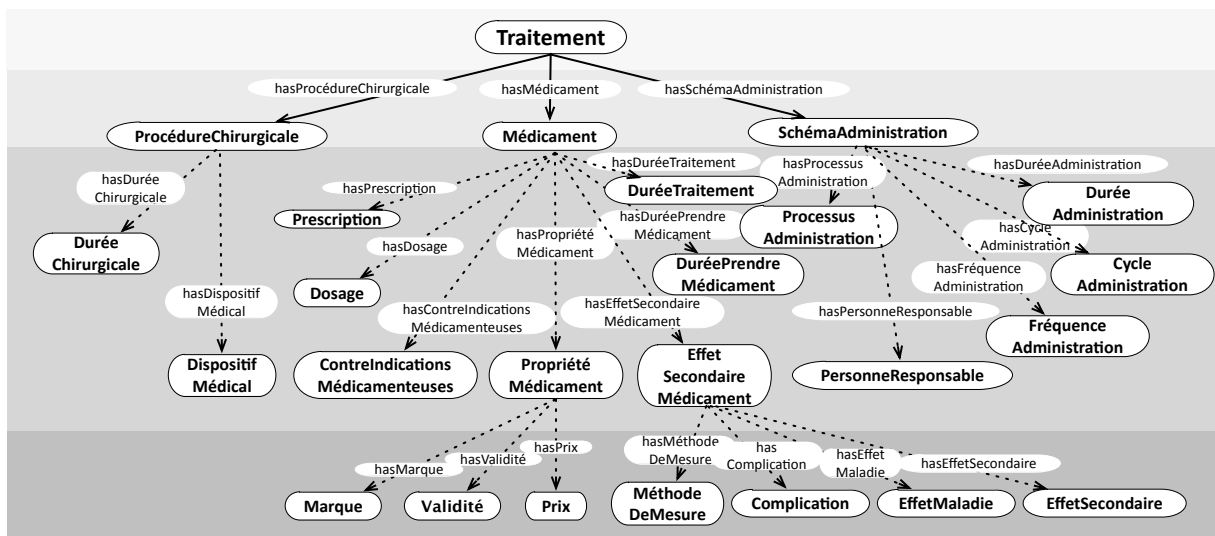 Traitement
hasProcédureChirurgicale
hasMédicament
hasSchémaAdministration
ProcédureChirurgicale
Médicament
SchémaAdministration
hasDurée
Chirurgicale
hasPrescription
hasDuréeTraitement
hasProcessus
Administration
hasDuréeAdministration
DuréeTraitement
Durée
Administration
Prescription
hasDuréePrendre
Médicament
Processus
Administration
hasDosage
hasPropriété
Médicament
hasCycle
Administration
Durée
Chirurgicale
DuréePrendre
Médicament
Cycle
Administration
hasFréquence
Administration
Dosage
hasDispositif
Médical
hasContreIndications
Médicamenteuses
hasEffetSecondaire
Médicament
hasPersonneResponsable
Fréquence
Administration
Dispositif
Médical
ContreIndications
Médicamenteuses
Propriété
Médicament
Effet
Secondaire
Médicament
PersonneResponsable
hasMarque
hasValidité
hasPrix
hasMéthode
DeMesure
has
Complication
hasEffet
Maladie
hasEffetSecondaire
Marque
Validité
Prix
Méthode
DeMesure
Complication
EffetMaladie
EffetSecondaire